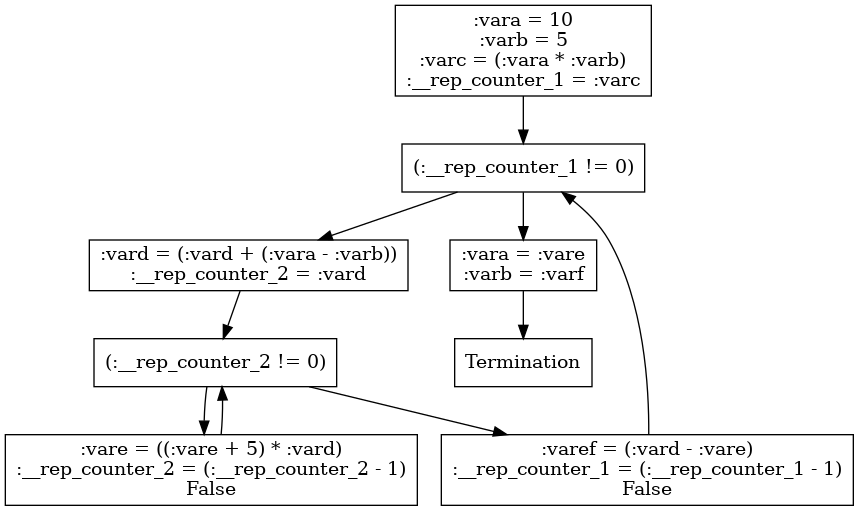 :vara = 10
:varb = 5
:varc = (:vara * :varb)
:__rep_counter_1 = :varc
(:__rep_counter_1 != 0)
:vard = (:vard + (:vara - :varb))
:__rep_counter_2 = :vard
:vara = :vare
:varb = :varf
(:__rep_counter_2 != 0)
Termination
:vare = ((:vare + 5) * :vard)
:__rep_counter_2 = (:__rep_counter_2 - 1)
False
:varef = (:vard - :vare)
:__rep_counter_1 = (:__rep_counter_1 - 1)
False